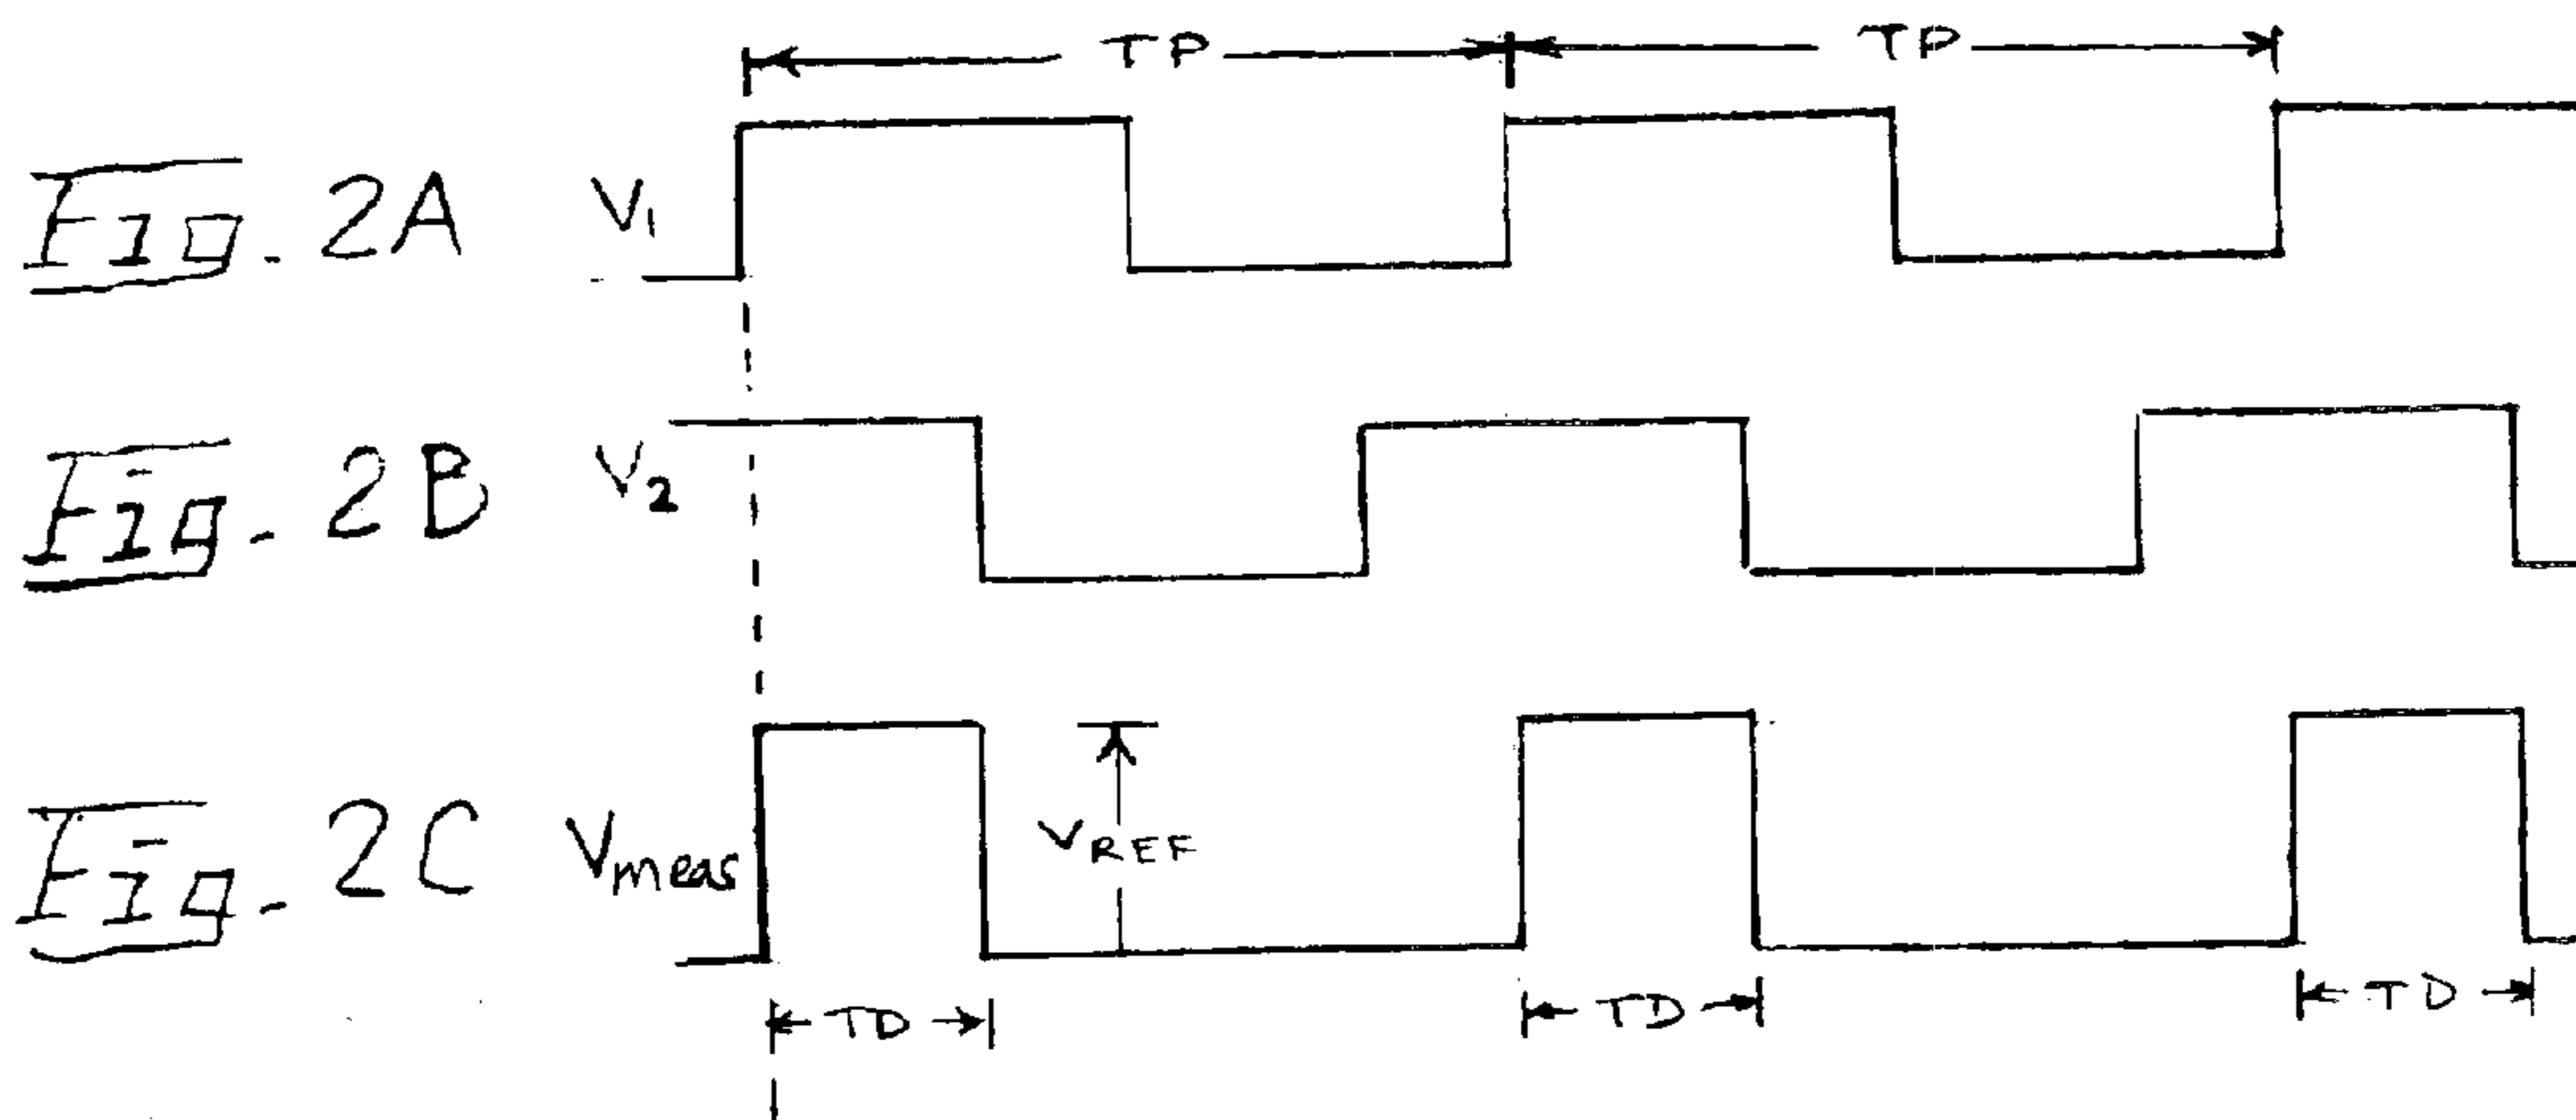 TP TP
Fig. 2A V1
Fig. 2B V2
Fig. 2C Vmeas VREF
TD TD TD